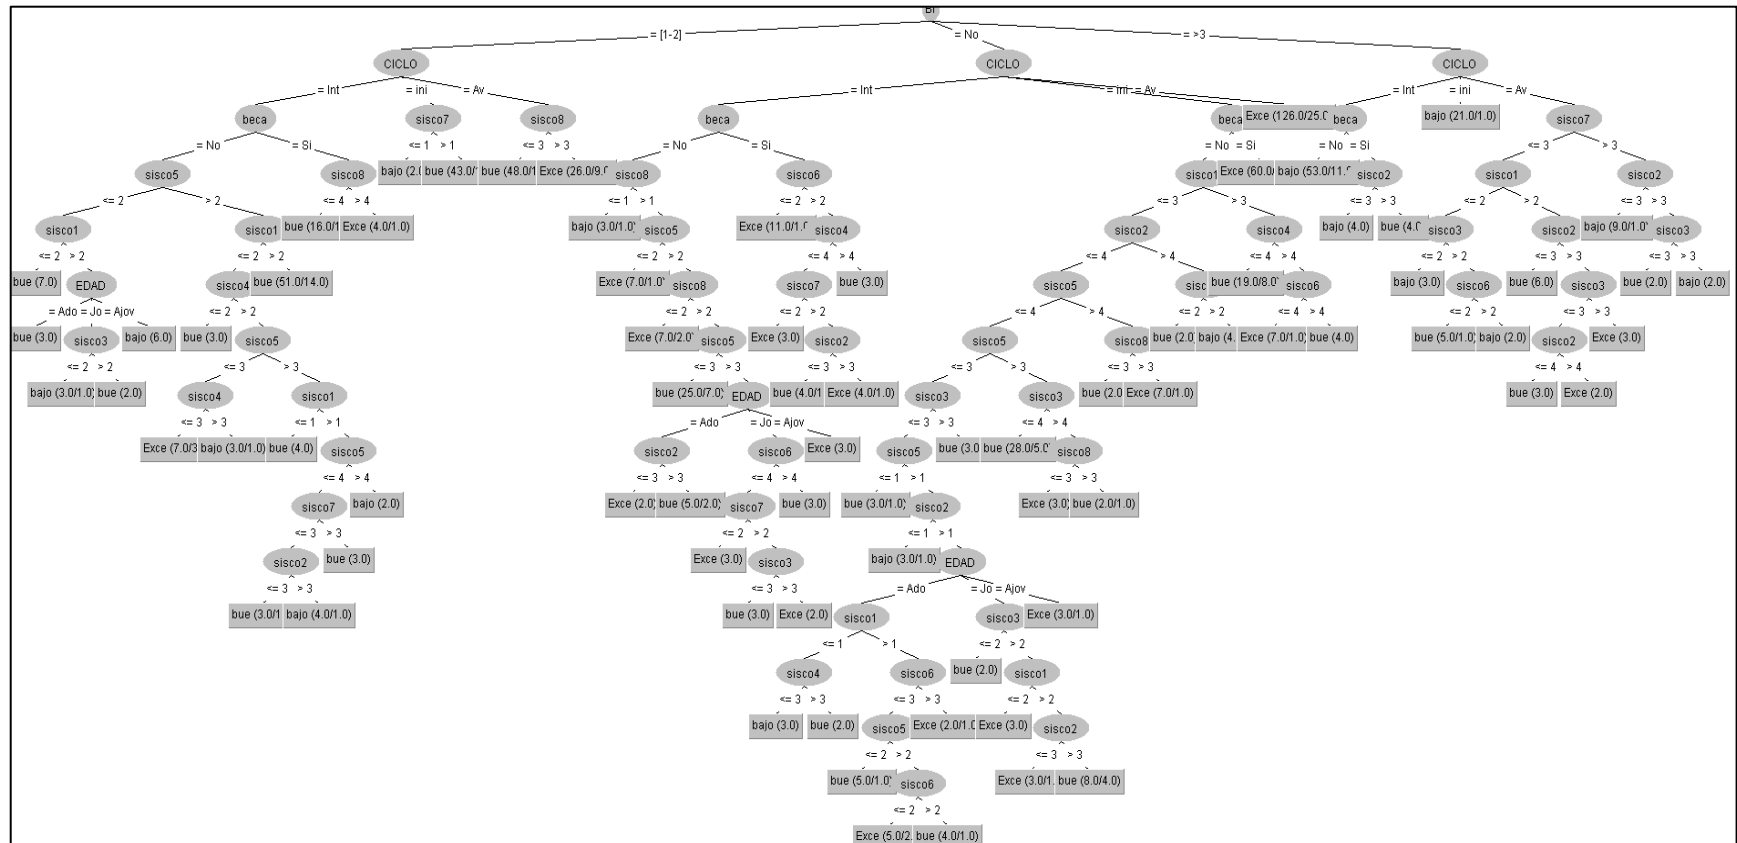 BI
= [1-2] = No = >3
CICLO CICLO CICLO
= Int = ini = Av = Int = ini = Av = Int = ini = Av
beca sisco7 sisco8 beca beca Exce (126.0/25.0 beca bajo (21.0/1.0) sisco7
= No = Si <= 1 > 1 <= 3 > 3 = No = Si = No = Si = No = Si <= 3 > 3
sisco5 sisco8 bajo (2.0 bue (43.0/ bue (48.0/1 Exce (26.0/9.0 sisco8 sisco6 sisco1 Exce (60.0/ bajo (53.0/11. sisco2 sisco1 sisco2
<= 2 > 2 <= 4 > 4 <= 1 > 1 <= 2 > 2 <= 3 > 3 <= 3 > 3 <= 2 > 2 <= 3 > 3
sisco1 sisco1 bue (16.0/1 Exce (4.0/1.0) bajo (3.0/1.0) sisco5 Exce (11.0/1. sisco4 sisco2 sisco4 bajo (4.0) bue (4.0 sisco3 sisco2 bajo (9.0/1.0) sisco3
<= 2 > 2 <= 2 > 2 <= 1 > 1 <= 4 > 4 <= 4 > 4 <= 4 > 4 <= 3 > 3 <= 3 > 3 <= 3 > 3
bue (7.0) EDAD sisco4 bue (51.0/14.0) Exce (7.0/1.0) sisco8 sisco7 bue (3.0) sisco5 sisc bue (19.0/8.0) sisco6 bajo (3.0) sisco6 bue (6.0) sisco3 bue (2.0) bajo (2.0)
= Ado = Jo = Ajov <= 2 > 2 <= 2 > 2 <= 2 > 2 <= 4 > 4 <= 2 > 2 <= 4 > 4 <= 2 > 2 <= 3 > 3
bue (3.0) sisco3 bajo (6.0) bue (3.0) sisco5 Exce (7.0/2.0) sisco5 Exce (3.0) sisco2 sisco5 sisco8 bue (2.0 bajo (4. Exce (7.0/1.0) bue (4.0) bue (5.0/1.0) bajo (2.0) sisco2 Exce (3.0)
<= 2 > 2 <= 3 > 3 <= 3 > 3 <= 3 > 3 <= 3 > 3 <= 3 > 3 <= 4 > 4
bajo (3.0/1.0) bue (2.0) sisco4 sisco1 bue (25.0/7.0) EDAD bue (4.0/1 Exce (4.0/1.0) sisco3 sisco3 bue (2.0 Exce (7.0/1.0) bue (3.0) Exce (2.0)
<= 3 > 3 <= 1 > 1 = Ado = Jo = Ajov <= 3 > 3 <= 4 > 4
Exce (7.0/3 bajo (3.0/1.0) bue (4.0) sisco5 sisco2 sisco6 Exce (3.0) sisco5 bue (3.0 bue (28.0/5.0 sisco8
<= 4 > 4 <= 3 > 3 <= 4 > 4 <= 1 > 1 <= 3 > 3
sisco7 bajo (2.0) Exce (2.0) bue (5.0/2.0) sisco7 bue (3.0) bue (3.0/1.0) sisco2 Exce (3.0) bue (2.0/1.0)
<= 3 > 3 <= 2 > 2 <= 1 > 1
sisco2 bue (3.0) Exce (3.0) sisco3 bajo (3.0/1.0) EDAD
<= 3 > 3 <= 3 > 3 = Ado = Jo = Ajov
bue (3.0/1 bajo (4.0/1.0) bue (3.0) Exce (2.0) sisco1 sisco3 Exce (3.0/1.0)
<= 1 > 1 <= 2 > 2
sisco4 sisco6 bue (2.0) sisco1
<= 3 > 3 <= 3 > 3 <= 2 > 2
bajo (3.0) bue (2.0) sisco5 Exce (2.0/1.0 Exce (3.0) sisco2
<= 2 > 2 <= 3 > 3
bue (5.0/1.0) sisco6 Exce (3.0/1. bue (8.0/4.0)
<= 2 > 2
Exce (5.0/2. bue (4.0/1.0)